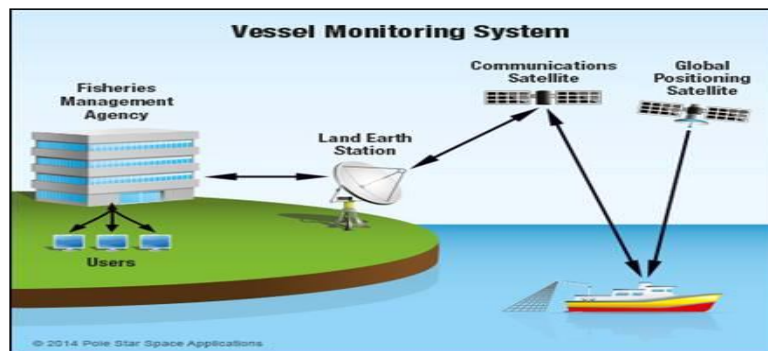 Vessel Monitoring System
Fisheries
Management
Agency
Land Earth
Station
Communications
Satellite
Global
Positioning
Satellite
Users
© 2014 Pole Star Space Applications